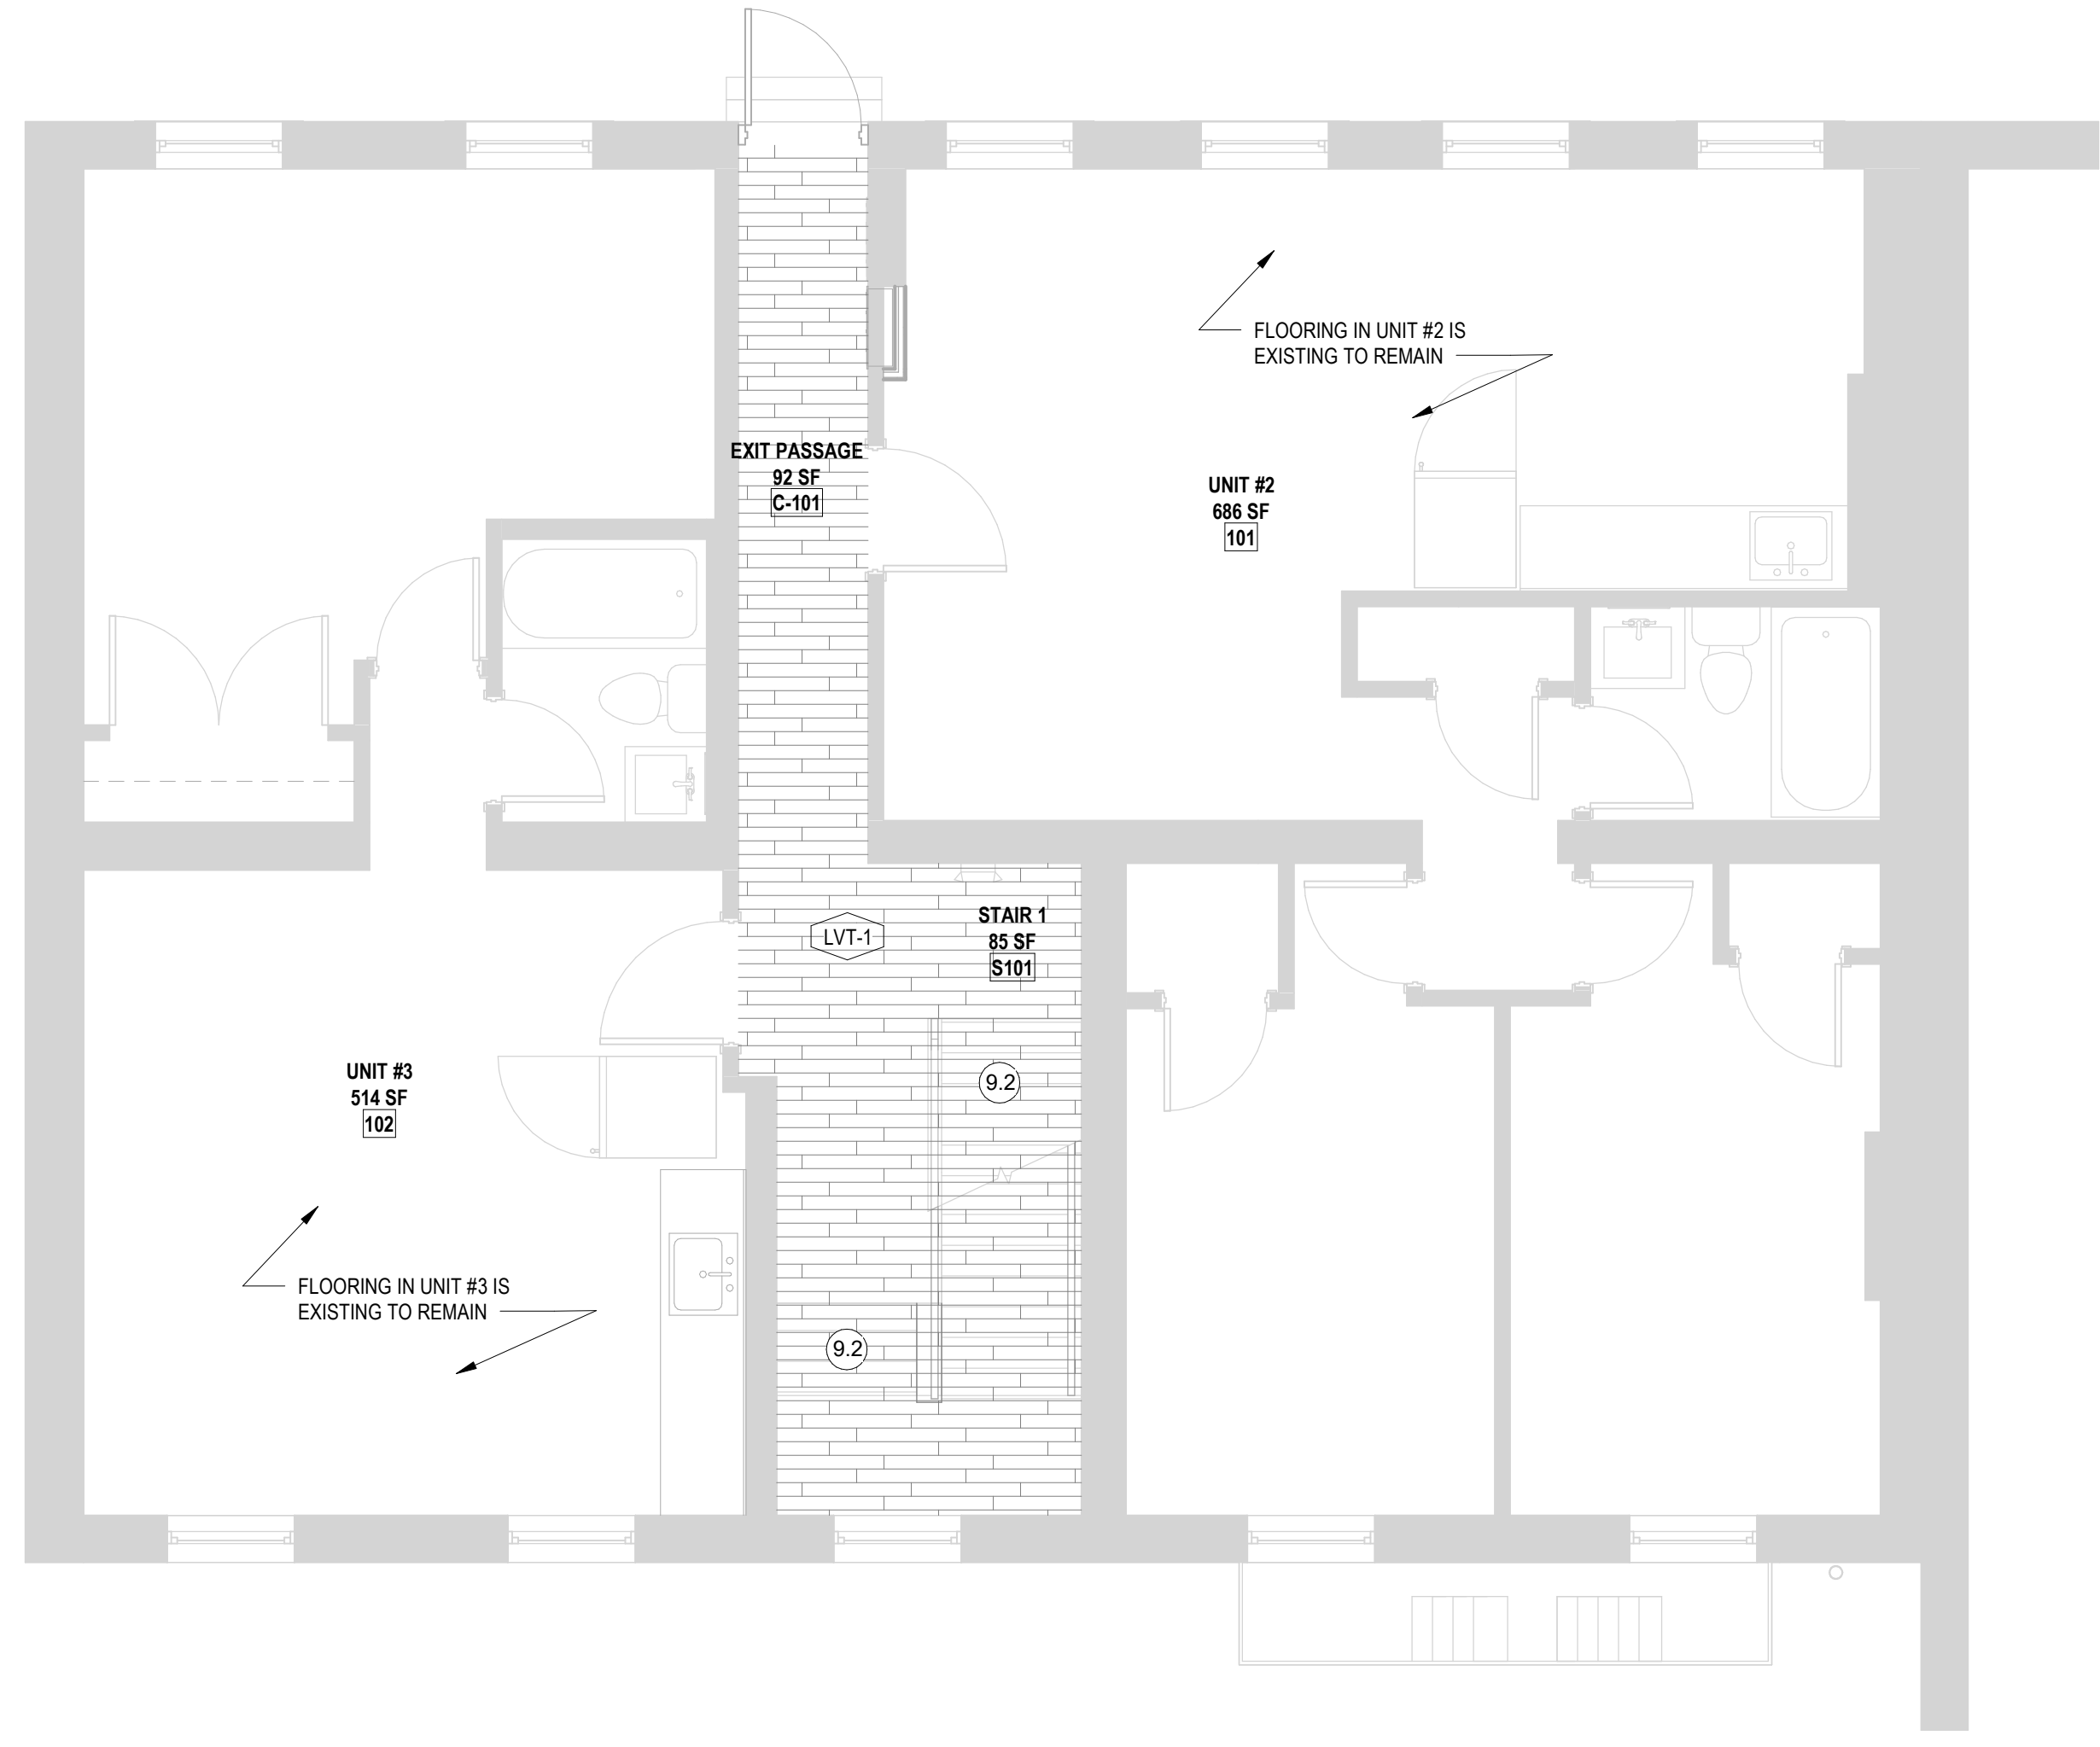 FLOORING IN UNIT #2 IS
EXISTING TO REMAIN
EXIT PASSAGE
92 SF
C-101
UNIT #2
686 SF
101
LVT-1
STAIR 1
85 SF
S101
UNIT #3
514 SF
102
9.2
FLOORING IN UNIT #3 IS
EXISTING TO REMAIN
9.2